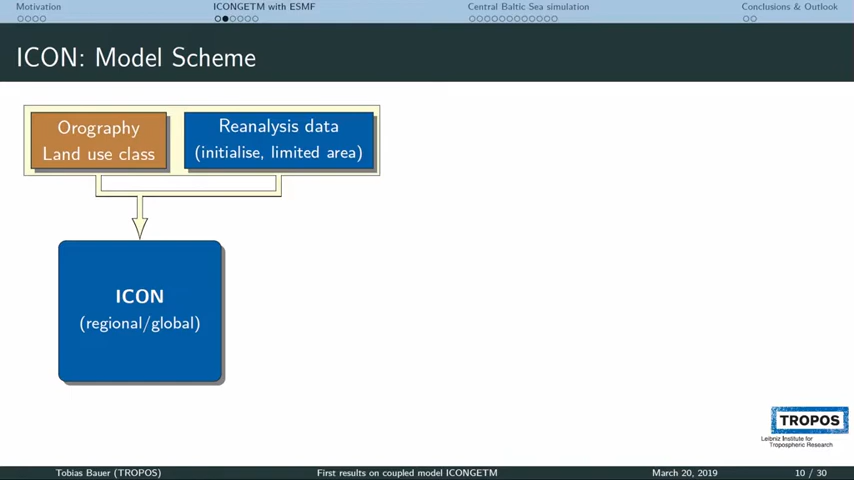 Motivation
ICONGETM with ESMF
Central Baltic Sea simulation
Conclusions & Outlook
ICON: Model Scheme
Orography
Land use class
Reanalysis data
(initialise, limited area)
ICON
(regional/global)
TROPOS
Leibniz Institute for
Tropospheric Research
Tobias Bauer (TROPOS)
First results on coupled model ICONGETM
March 20, 2019
10 / 30